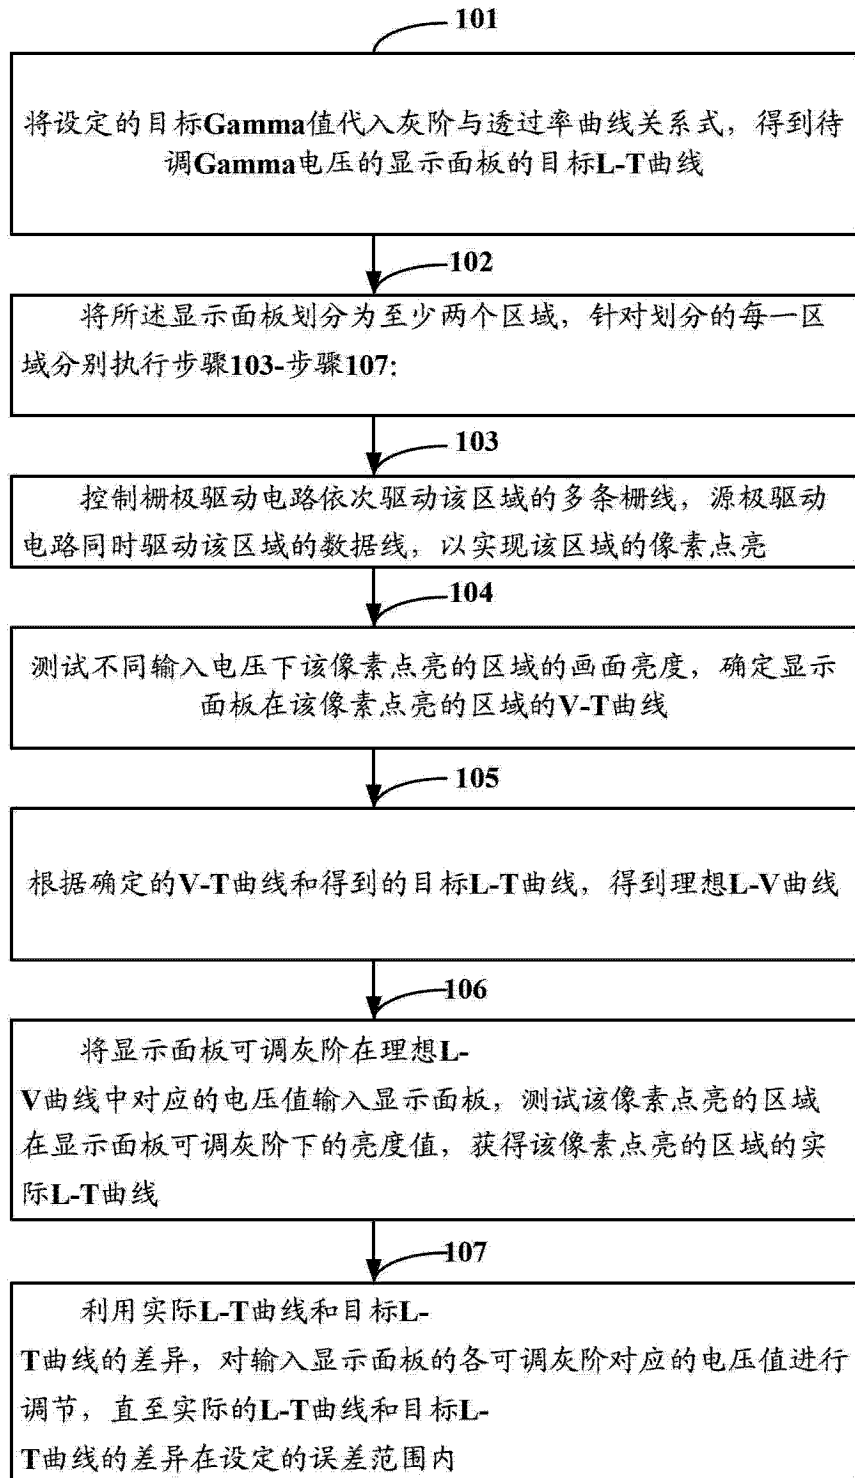 101
将设定的目标Gamma值代入灰阶与透过率曲线关系式，得到待
调Gamma电压的显示面板的目标L-T曲线
102
将所述显示面板划分为至少两个区域，针对划分的每一区
域分别执行步骤103-步骤107；
103
控制栅极驱动电路依次驱动该区域的多条栅线，源极驱动
电路同时驱动该区域的数据线，以实现该区域的像素点亮
104
测试不同输入电压下该像素点亮的区域的画面亮度，确定显示
面板在该像素点亮的区域的V-T曲线
105
根据确定的V-T曲线和得到的目标L-T曲线，得到理想L-V曲线
106
将显示面板可调灰阶在理想L-
V曲线中对应的电压值输入显示面板，测试该像素点亮的区域
在显示面板可调灰阶下的亮度值，获得该像素点亮的区域的实
际L-T曲线
107
利用实际L-T曲线和目标L-
T曲线的差异，对输入显示面板的各可调灰阶对应的电压值进行
调节，直至实际的L-T曲线和目标L-
T曲线的差异在设定的误差范围内